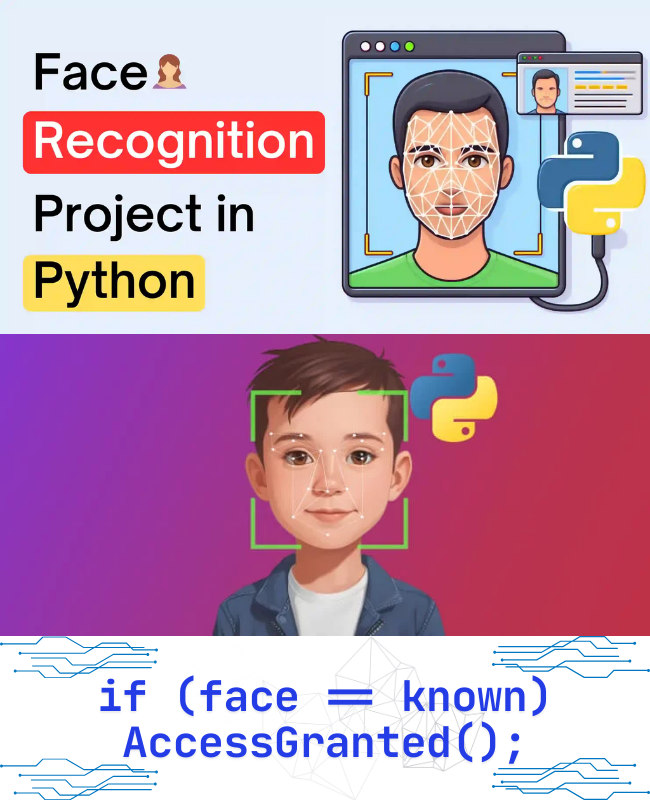 Face
Recognition
Project in
Python
if (face == known)
AccessGranted();